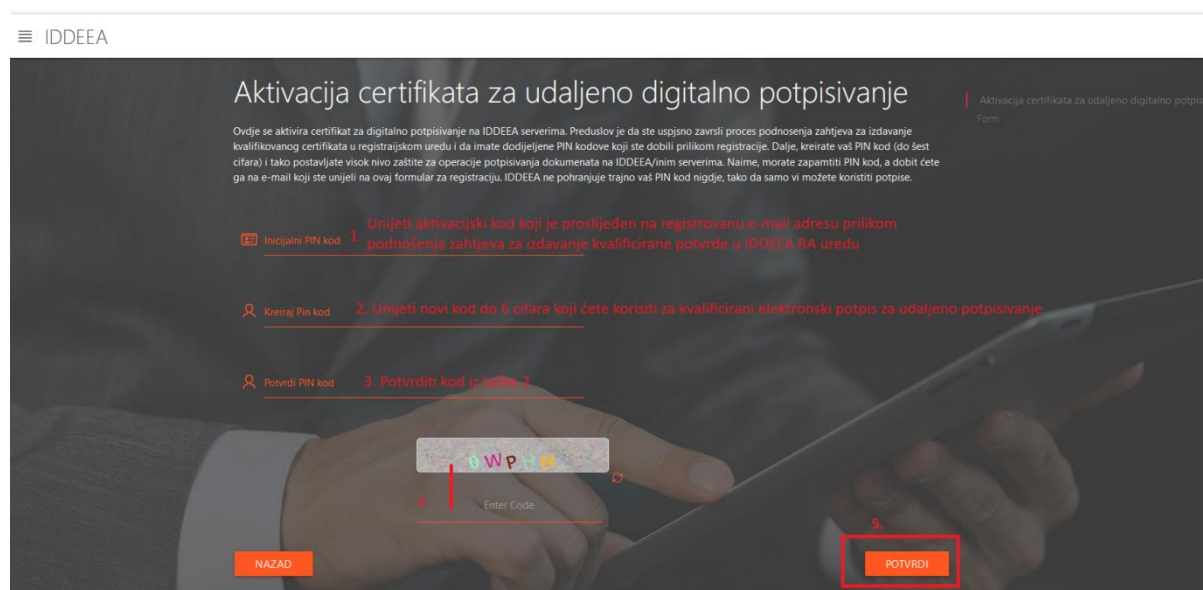 IDDEEA
Aktivacija certifikata za udaljeno digitalno potpisivanje
Aktivacija certifikata za udaljeno digitalno potpis
Form
Ovdje se aktivira certifikat za digitalno potpisivanje na IDDEEA serverima. Preduslov je da ste uspjsno zavrsli proces podnosenja zahtjeva za izdavanje
kvalifikovanog certifikata u registraijskom uredu i da imate dodijeljene PIN kodove koji ste dobili prilikom registracije. Dalje, kreirate vaš PIN kod (do šest
cifara) i tako postavljate visok nivo zaštite za operacije potpisivanja dokumenata na IDDEEA/inim serverima. Naime, morate zapamtiti PIN kod, a dobit ćete
ga na e-mail koji ste unijeli na ovaj formular za registraciju. IDDEEA ne pohranjuje trajno vaš PIN kod nigdje, tako da samo vi možete koristiti potpise.
Inicijalni PIN kod
1. Unijeti aktivacijski kod koji je proslijeđen na registrovanu e-mail adresu prilikom
podnošenja zahtjeva za izdavanje kvalificirane potvrde u IDDEEA RA uredu
Kreiraj Pin kod
2. Unijeti novi kod do 6 cifara koji ćete korisiti za kvalificirani elektronski potpis za udaljeno potpisivanje
Potvrdi PIN kod
3. Potvrditi kod iz tačke 2
0WPHN
4.
Enter Code
5.
NAZAD
POTVRDI